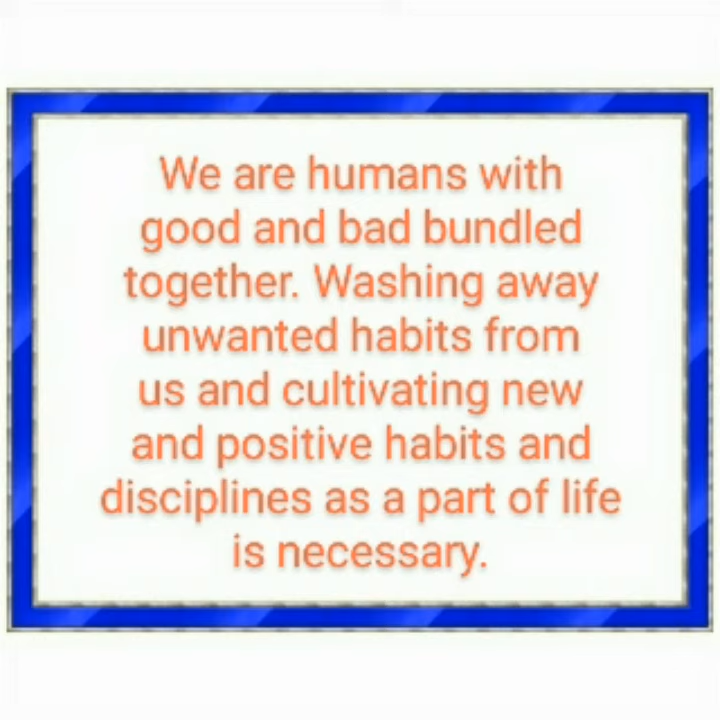 We are humans with
good and bad bundled
together. Washing away
unwanted habits from
us and cultivating new
and positive habits and
disciplines as a part of life
is necessary.